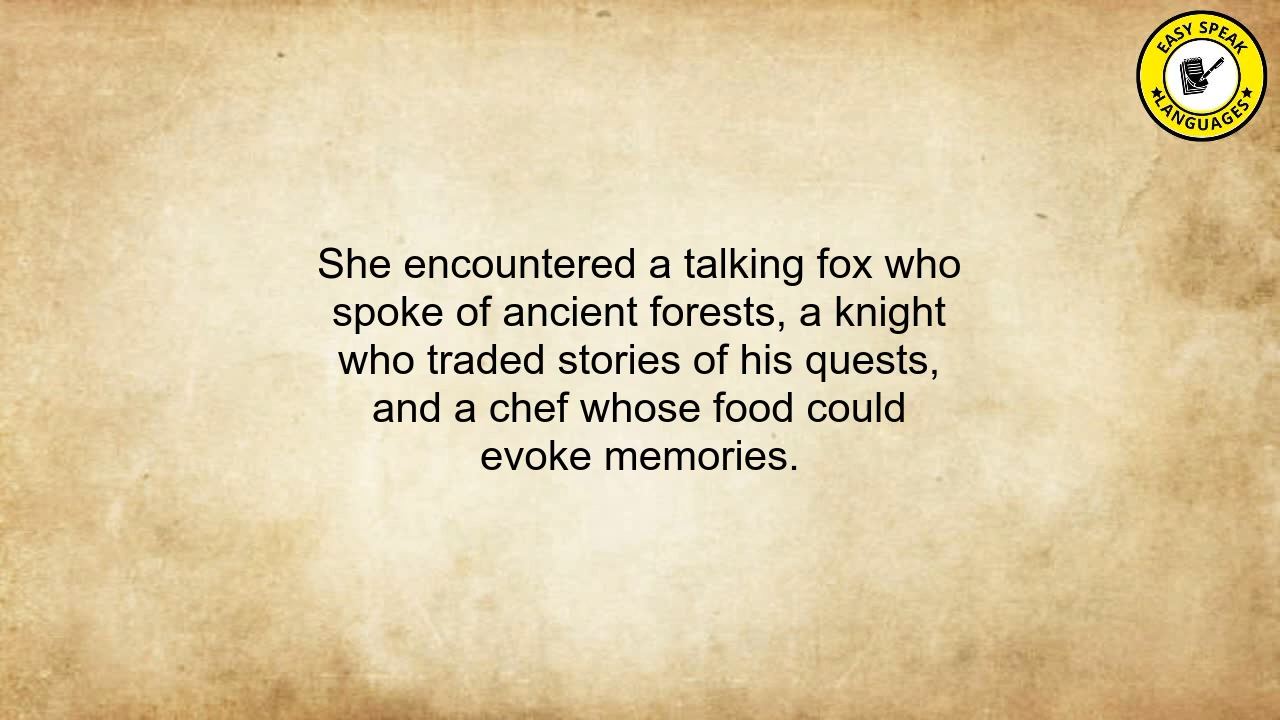 EASY SPEAK
LANGUAGES
She encountered a talking fox who
spoke of ancient forests, a knight
who traded stories of his quests,
and a chef whose food could
evoke memories.